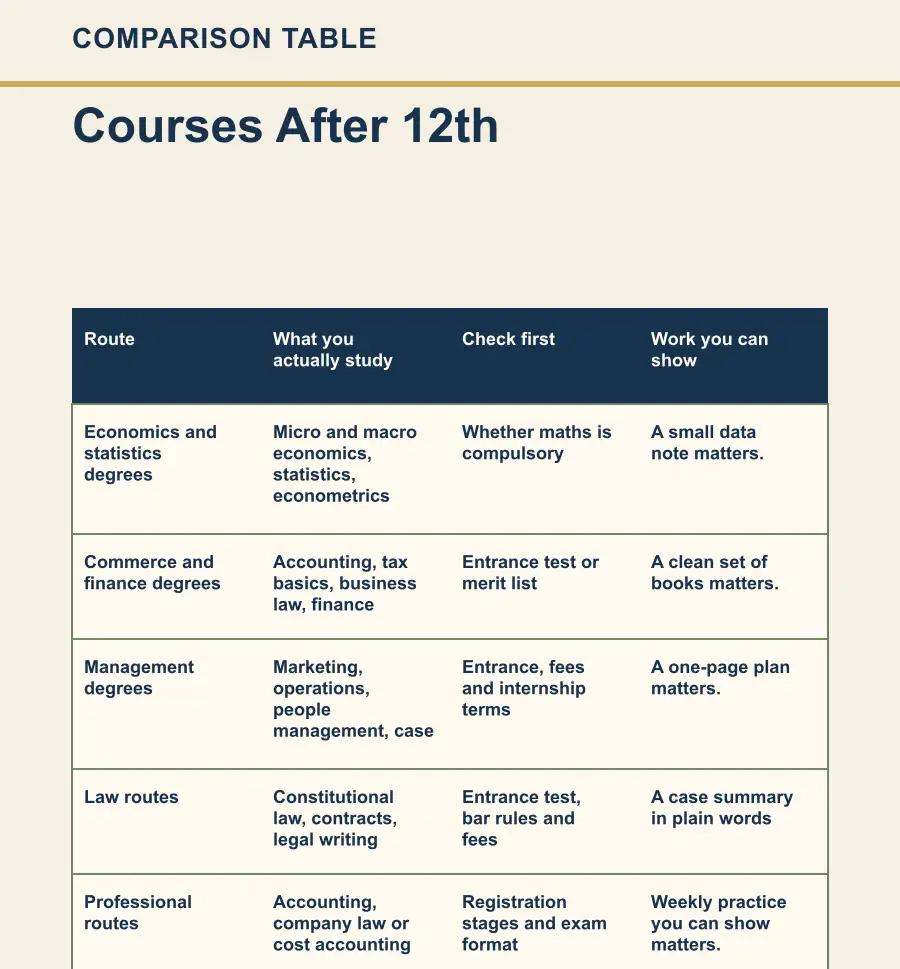 COMPARISON TABLE
Courses After 12th
Route
What you
actually study
Check first
Work you can
show
Economics and
statistics
degrees
Micro and macro
economics,
statistics,
econometrics
Whether maths is
compulsory
A small data
note matters.
Commerce and
finance degrees
Accounting, tax
basics, business
law, finance
Entrance test or
merit list
A clean set of
books matters.
Management
degrees
Marketing,
operations,
people
management, case
Entrance, fees
and internship
terms
A one-page plan
matters.
Law routes
Constitutional
law, contracts,
legal writing
Entrance test,
bar rules and
fees
A case summary
in plain words
Professional
routes
Accounting,
company law or
cost accounting
Registration
stages and exam
format
Weekly practice
you can show
matters.